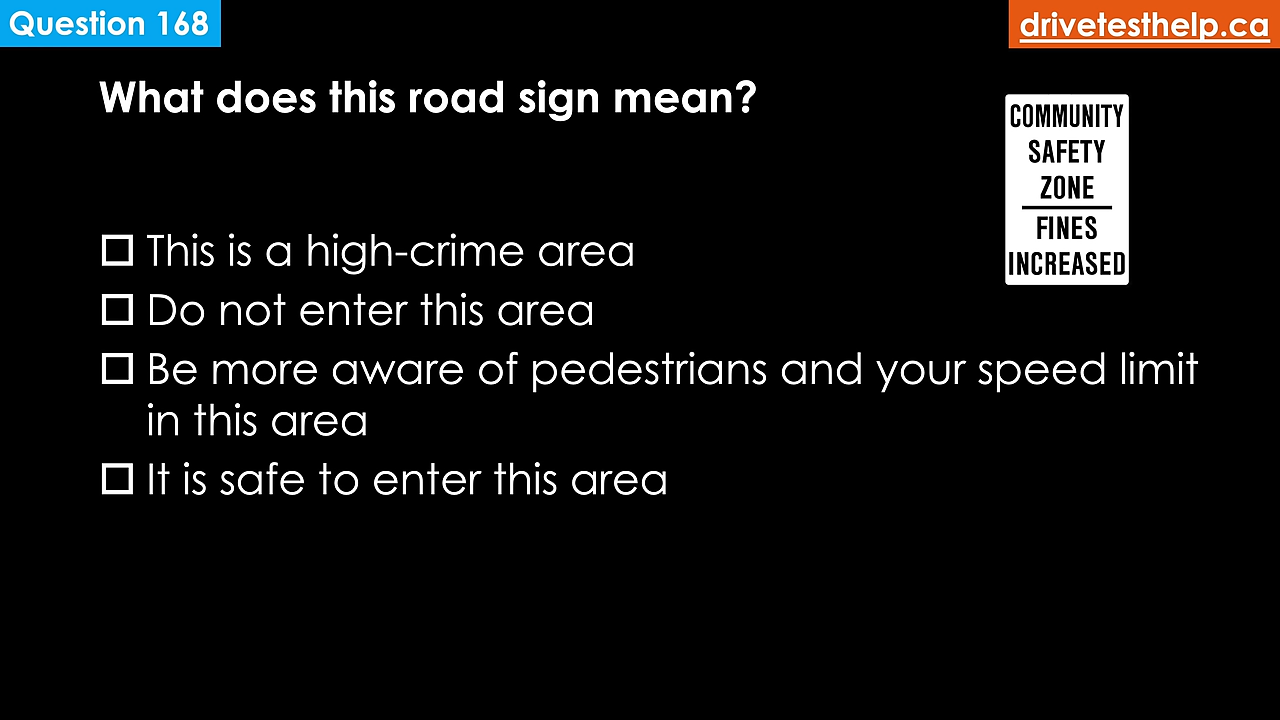 Question 168
drivetesthelp.ca
What does this road sign mean?
COMMUNITY
SAFETY
ZONE
FINES
INCREASED
This is a high-crime area
Do not enter this area
Be more aware of pedestrians and your speed limit
in this area
It is safe to enter this area